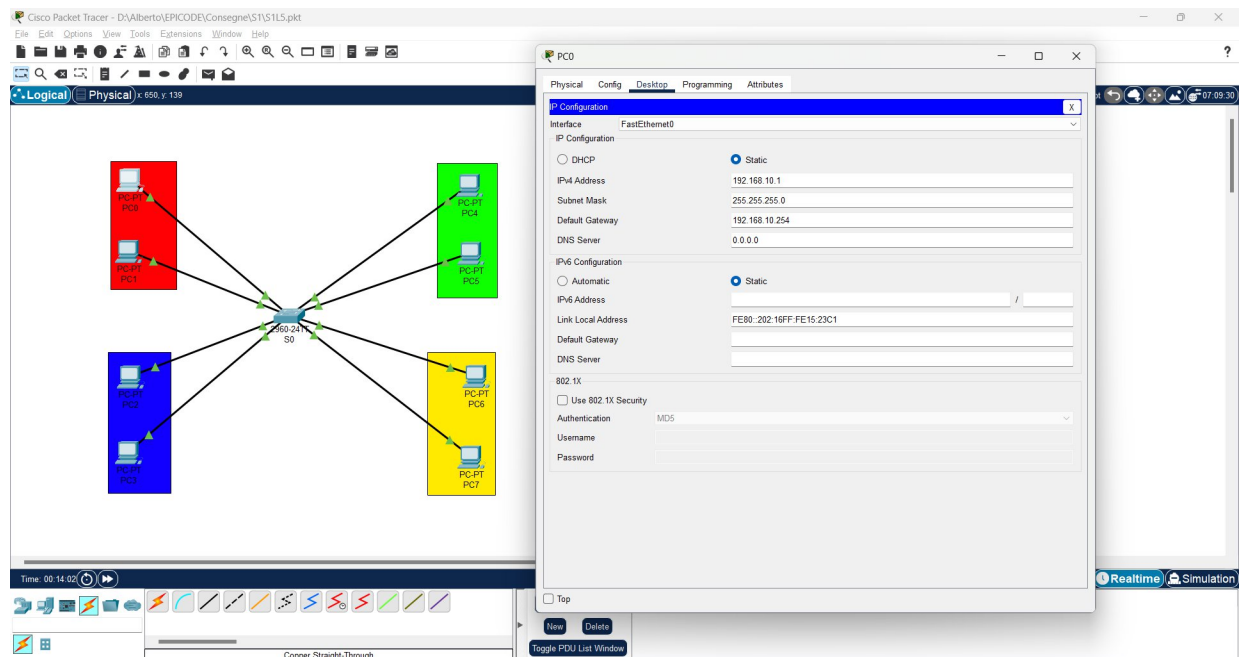 Cisco Packet Tracer - D:\Alberto\EPICODE\Consegne\S1\S1L5.pkt
File Edit Options View Tools Extensions Window Help
?
Logical Physical x: 650, y: 139
07:09:30
PC-PT
PC0
PC-PT
PC1
PC-PT
PC4
PC-PT
PC5
2960-24TT
S0
PC-PT
PC2
PC-PT
PC3
PC-PT
PC6
PC-PT
PC7
PC0
Physical Config Desktop Programming Attributes
IP Configuration X
Interface FastEthernet0
IP Configuration
DHCP Static
IPv4 Address 192.168.10.1
Subnet Mask 255.255.255.0
Default Gateway 192.168.10.254
DNS Server 0.0.0.0
IPv6 Configuration
Automatic Static
IPv6 Address /
Link Local Address FE80::202:16FF:FE15:23C1
Default Gateway
DNS Server
802.1X
Use 802.1X Security
Authentication MD5
Username
Password
Top
Time: 00:14:02
Realtime Simulation
New Delete
Toggle PDU List Window
Copper Straight-Through